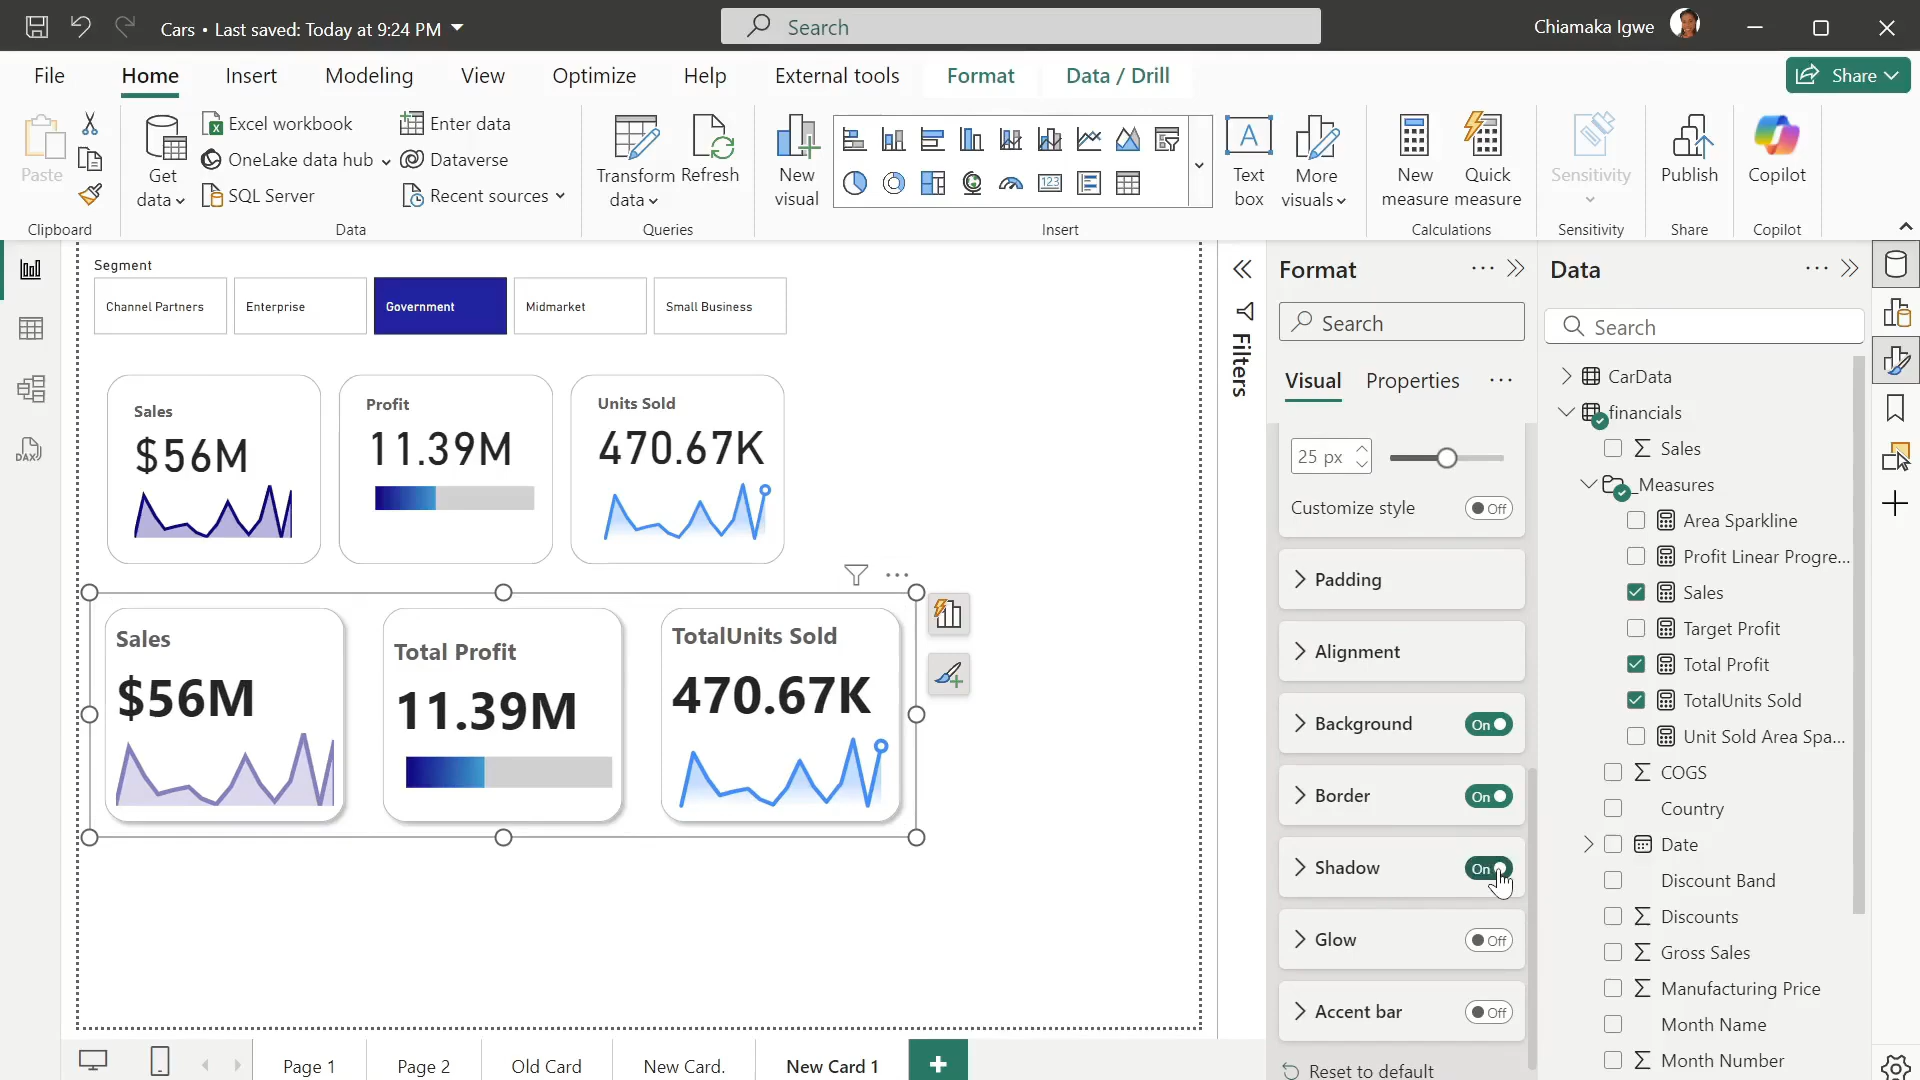 Cars • Last saved: Today at 9:24 PM
Search
Chiamaka Igwe
File
Home
Insert
Modeling
View
Optimize
Help
External tools
Format
Data / Drill
Share
Paste
Clipboard
Get
data
Excel workbook
OneLake data hub
SQL Server
Enter data
Dataverse
Recent sources
Data
Transform
data
Refresh
Queries
New
visual
Text
box
More
visuals
Insert
New
measure
Quick
measure
Calculations
Sensitivity
Sensitivity
Publish
Share
Copilot
Copilot
Segment
Channel Partners
Enterprise
Government
Midmarket
Small Business
Sales
$56M
Profit
11.39M
Units Sold
470.67K
Sales
$56M
Total Profit
11.39M
TotalUnits Sold
470.67K
Filters
Format
Search
Visual
Properties
25 px
Customize style
Off
Padding
Alignment
Background
On
Border
On
Shadow
On
Glow
Off
Accent bar
Off
Reset to default
Data
Search
CarData
financials
Sales
_Measures
Area Sparkline
Profit Linear Progre...
Sales
Target Profit
Total Profit
TotalUnits Sold
Unit Sold Area Spa...
COGS
Country
Date
Discount Band
Discounts
Gross Sales
Manufacturing Price
Month Name
Month Number
DAX
123
Page 1
Page 2
Old Card
New Card.
New Card 1